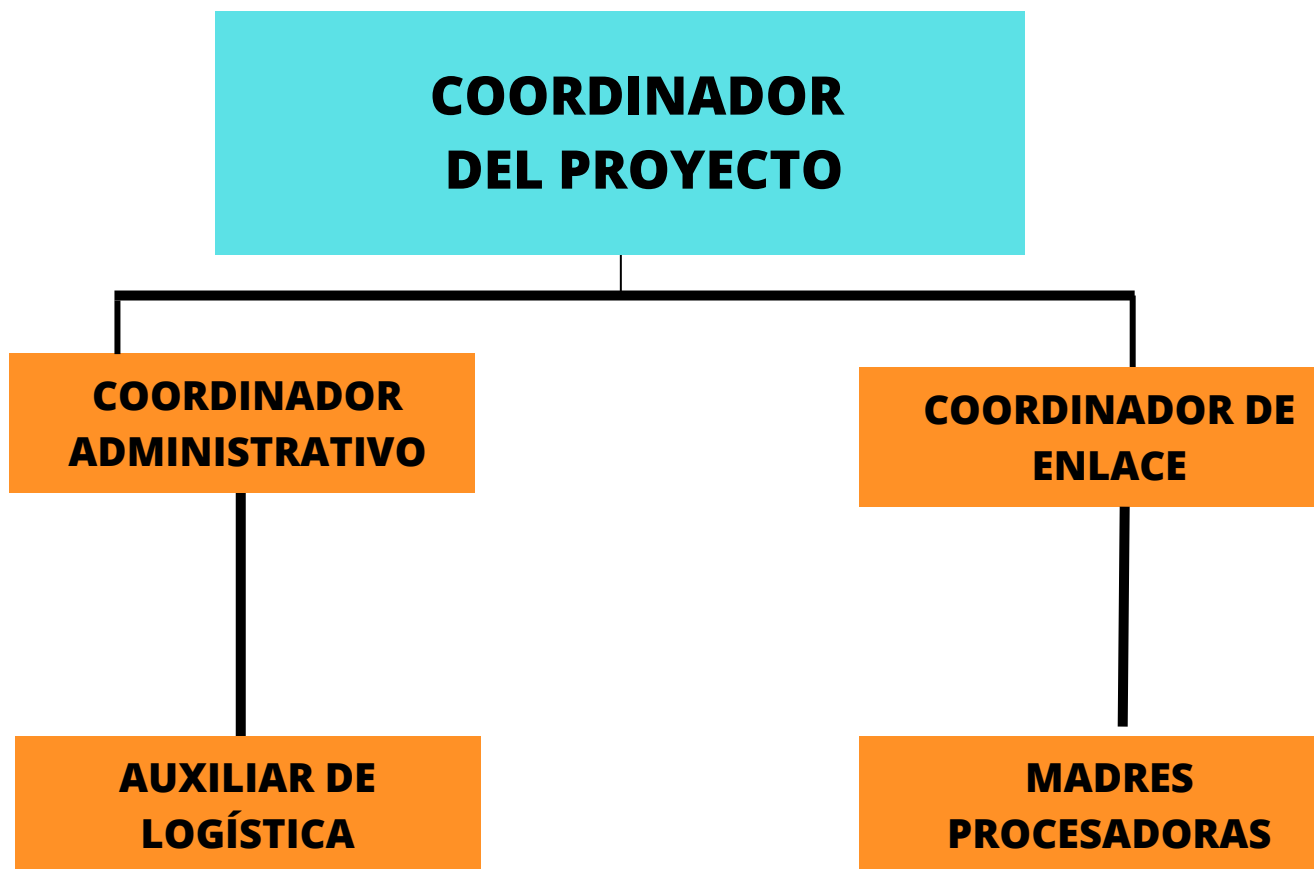 COORDINADOR
DEL PROYECTO
COORDINADOR
ADMINISTRATIVO
COORDINADOR DE
ENLACE
AUXILIAR DE
LOGÍSTICA
MADRES
PROCESADORAS